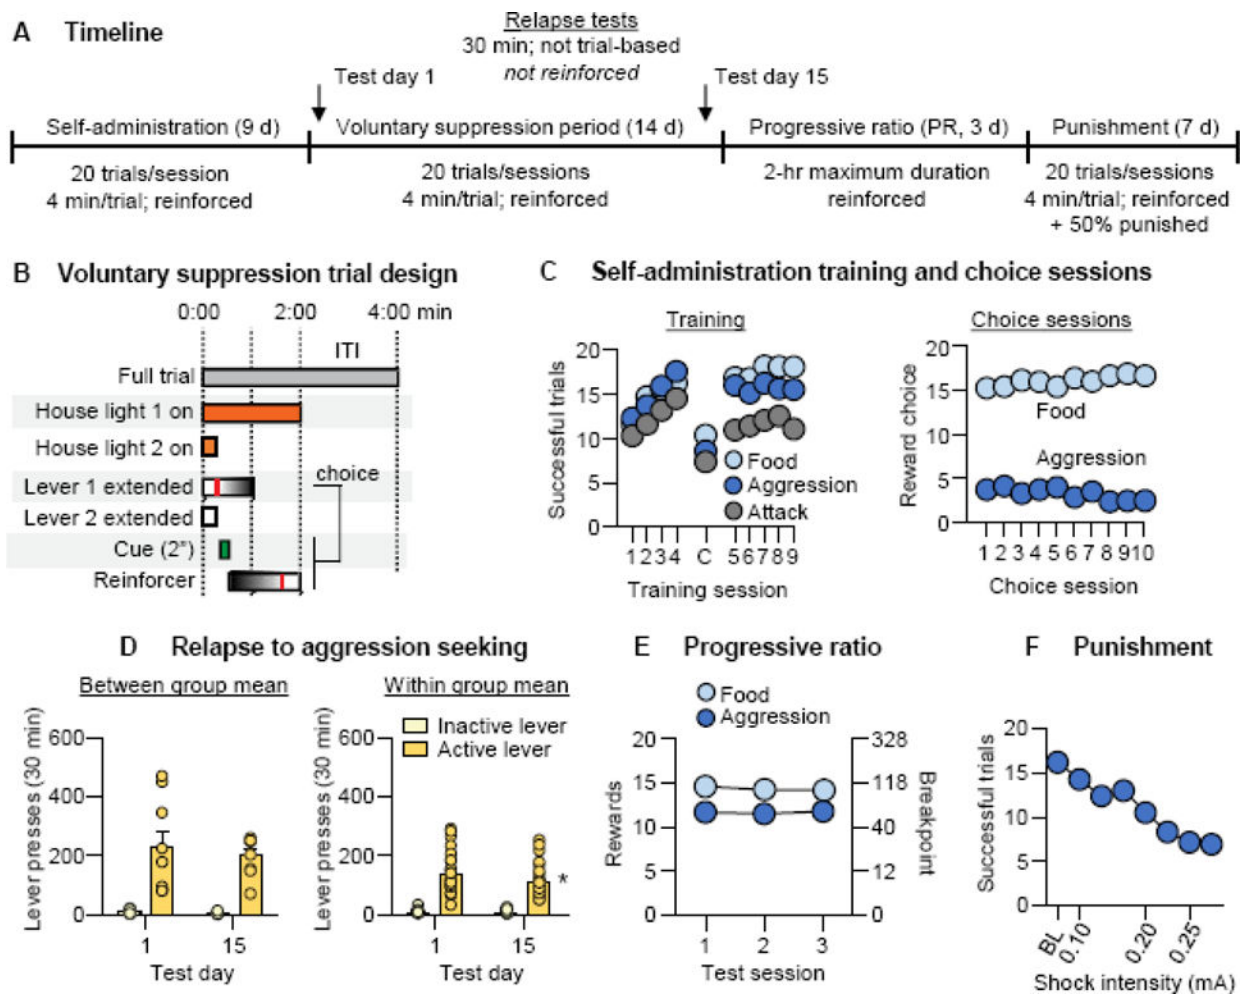 A Timeline
Relapse tests
30 min; not trial-based
not reinforced
Test day 1
Test day 15
Self-administration (9 d)
Voluntary suppression period (14 d)
Progressive ratio (PR, 3 d)
Punishment (7 d)
20 trials/session
4 min/trial; reinforced
20 trials/sessions
4 min/trial; reinforced
2-hr maximum duration
reinforced
20 trials/sessions
4 min/trial; reinforced
+ 50% punished
B Voluntary suppression trial design
0:00 2:00 4:00 min
ITI
Full trial
House light 1 on
House light 2 on
Lever 1 extended
choice
Lever 2 extended
Cue (2")
Reinforcer
C Self-administration training and choice sessions
Training
Successful trials
20
15
10
5
0
Food
Aggression
Attack
1 2 3 4 C 5 6 7 8 9
Training session
Choice sessions
Reward choice
20
15
10
5
0
Food
Aggression
1 2 3 4 5 6 7 8 9 10
Choice session
D Relapse to aggression seeking
Between group mean
Lever presses (30 min)
600
400
200
0
1 15
Test day
Within group mean
Inactive lever
Active lever
Lever presses (30 min)
600
400
200
0
*
1 15
Test day
E Progressive ratio
Food
Aggression
Rewards
20
15
10
5
0
328
118
40
12
0
Breakpoint
1 2 3
Test session
F Punishment
Successful trials
20
15
10
5
0
BL 0.10 0.20 0.25
Shock intensity (mA)